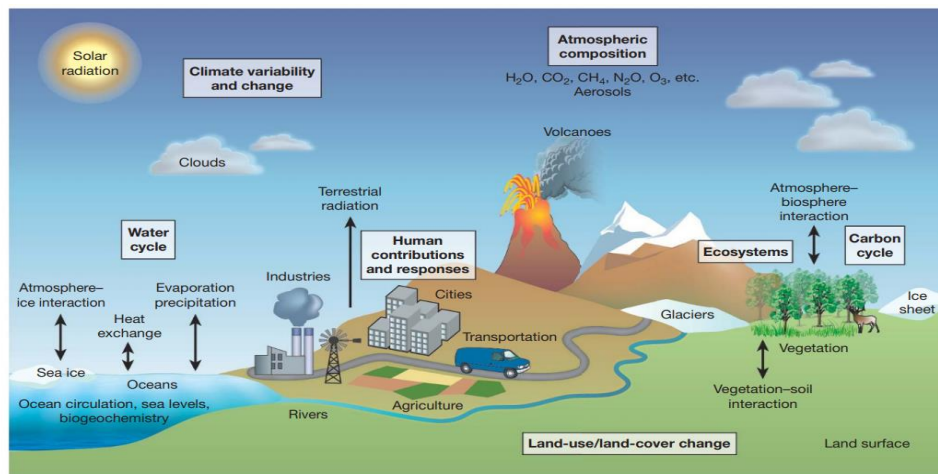 Solar
radiation
Climate variability
and change
Atmospheric
composition
H₂O, CO₂, CH₄, N₂O, O₃, etc.
Aerosols
Clouds
Volcanoes
Terrestrial
radiation
Atmosphere–
biosphere
interaction
Water
cycle
Human
contributions
and responses
Ecosystems
Carbon
cycle
Atmosphere–
ice interaction
Evaporation
precipitation
Industries
Cities
Heat
exchange
Transportation
Glaciers
Ice
sheet
Vegetation
Sea ice
Oceans
Ocean circulation, sea levels,
biogeochemistry
Rivers
Agriculture
Vegetation–soil
interaction
Land-use/land-cover change
Land surface